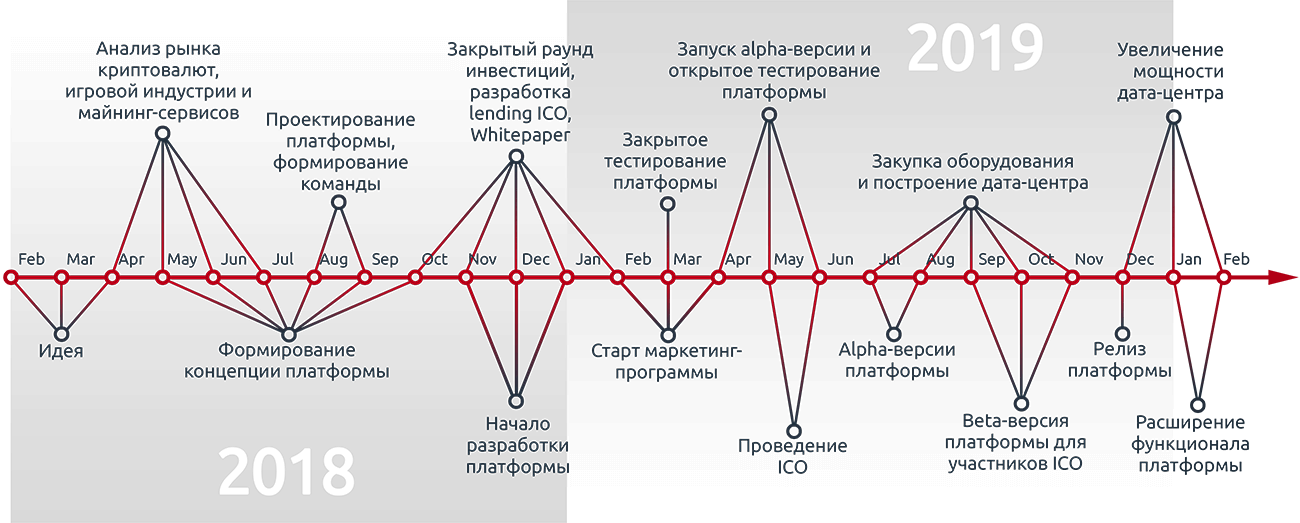 2019
Анализ рынка
криптовалют,
игровой индустрии и
майнинг-сервисов
Проектирование
платформы,
формирование
команды
Закрытый раунд
инвестиций,
разработка
lending ICO,
Whitepaper
Закрытое
тестирование
платформы
Запуск alpha-версии и
открытое тестирование
платформы
Закупка оборудования
и построение дата-центра
Увеличение
мощности
дата-центра
Feb Mar Apr May Jun Jul Aug Sep Oct Nov Dec Jan Feb Mar Apr May Jun Jul Aug Sep Oct Nov Dec Jan Feb
Идея
Формирование
концепции платформы
Начало
разработки
платформы
Старт маркетинг-
программы
Проведение
ICO
Alpha-версии
платформы
Beta-версия
платформы для
участников ICO
Релиз
платформы
Расширение
функционала
платформы
2018